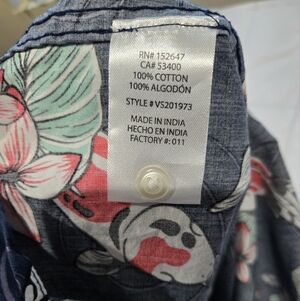 RN# 152647
CA# 53400
100% COTTON
100% ALGODÓN
STYLE # VS201973
MADE IN INDIA
HECHO EN INDIA
FACTORY #: 011